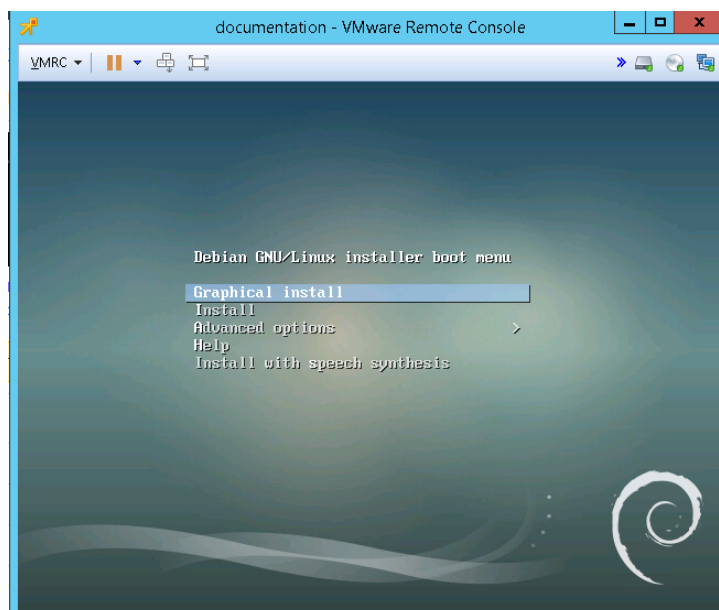 documentation - VMware Remote Console
VMRC
Debian GNU/Linux installer boot menu
Graphical install
Install
Advanced options >
Help
Install with speech synthesis